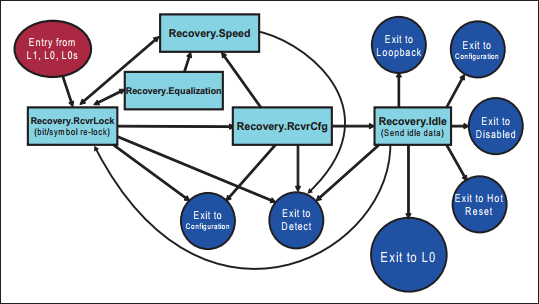 Entry from
L1, L0, L0s
Recovery.Speed
Recovery.Equalization
Recovery.RcvrLock
(bit/symbol re-lock)
Recovery.RcvrCfg
Recovery.Idle
(Send idle data)
Exit to
Loopback
Exit to
Configuration
Exit to
Disabled
Exit to Hot
Reset
Exit to L0
Exit to
Detect
Exit to
Configuration